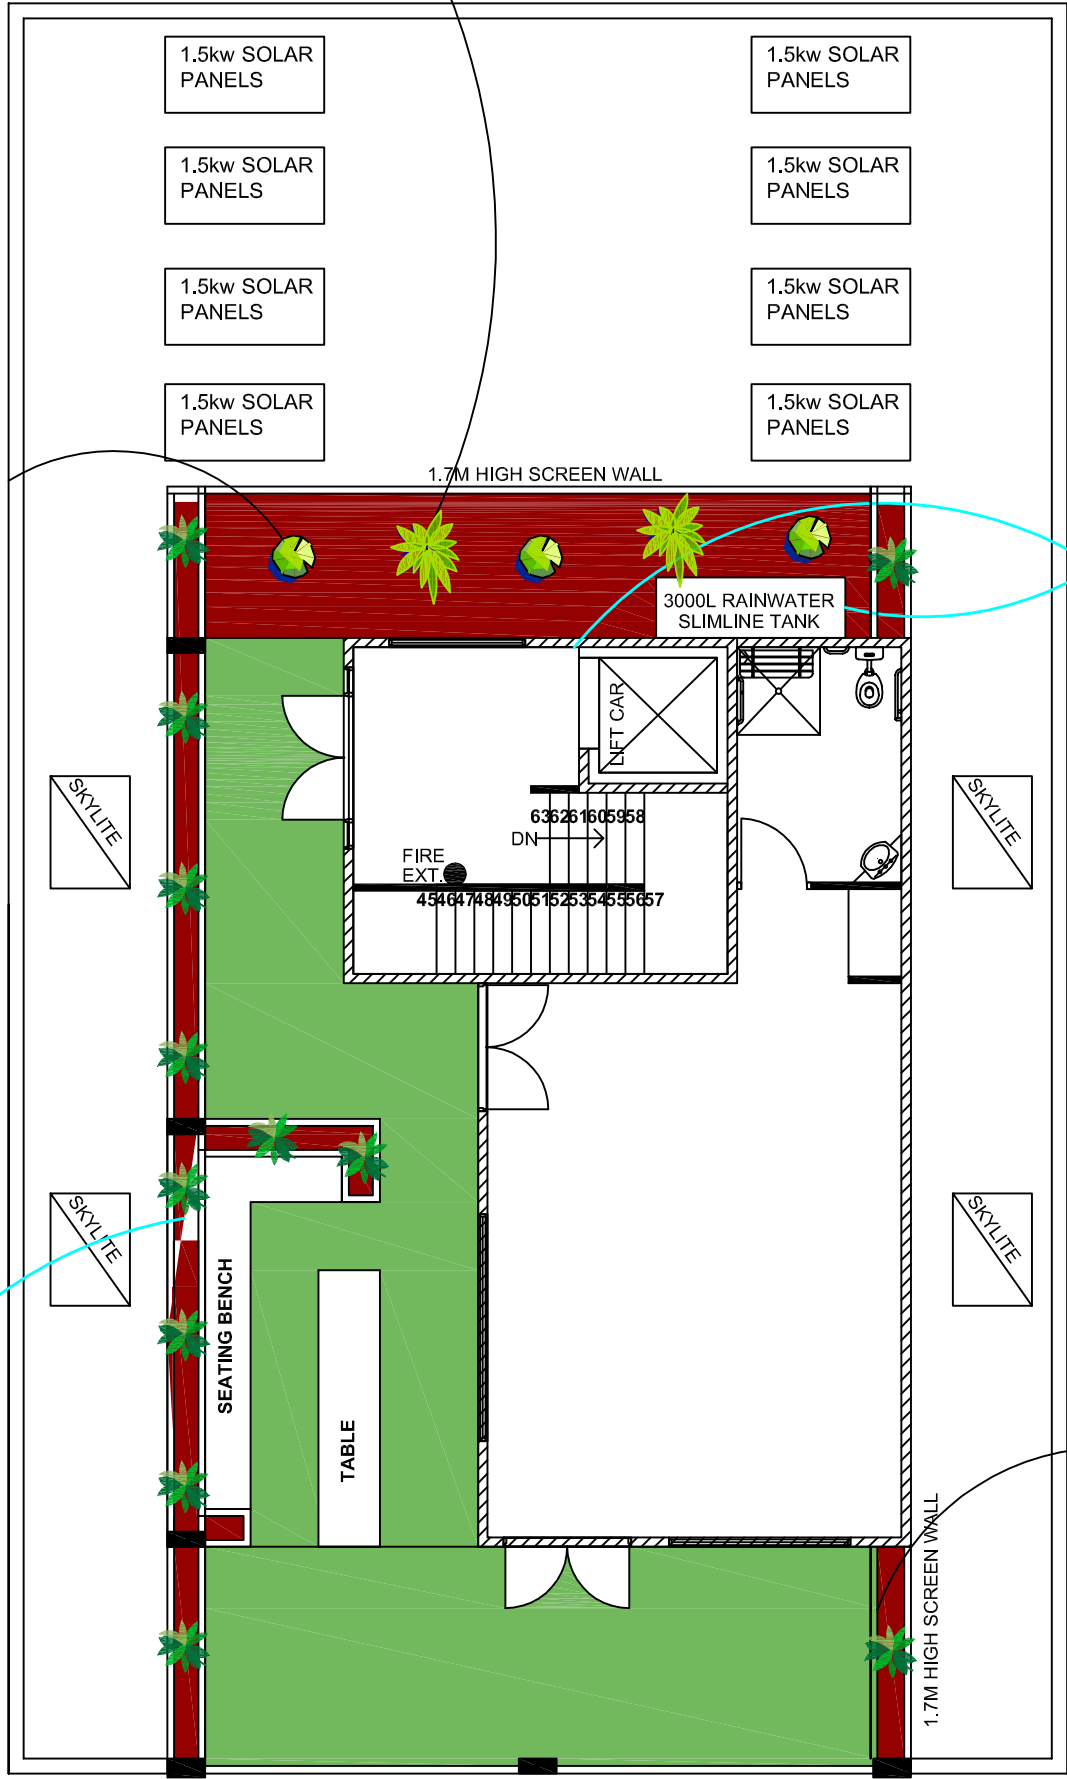 1.5kw SOLAR
PANELS
1.5kw SOLAR
PANELS
1.5kw SOLAR
PANELS
1.5kw SOLAR
PANELS
1.5kw SOLAR
PANELS
1.5kw SOLAR
PANELS
1.5kw SOLAR
PANELS
1.5kw SOLAR
PANELS
1.7M HIGH SCREEN WALL
3000L RAINWATER
SLIMLINE TANK
LIFT CAR
SKYLITE
SKYLITE
636261605958
DN
FIRE
EXT.
45464748495051525354555657
SKYLITE
SKYLITE
SEATING BENCH
TABLE
1.7M HIGH SCREEN WALL